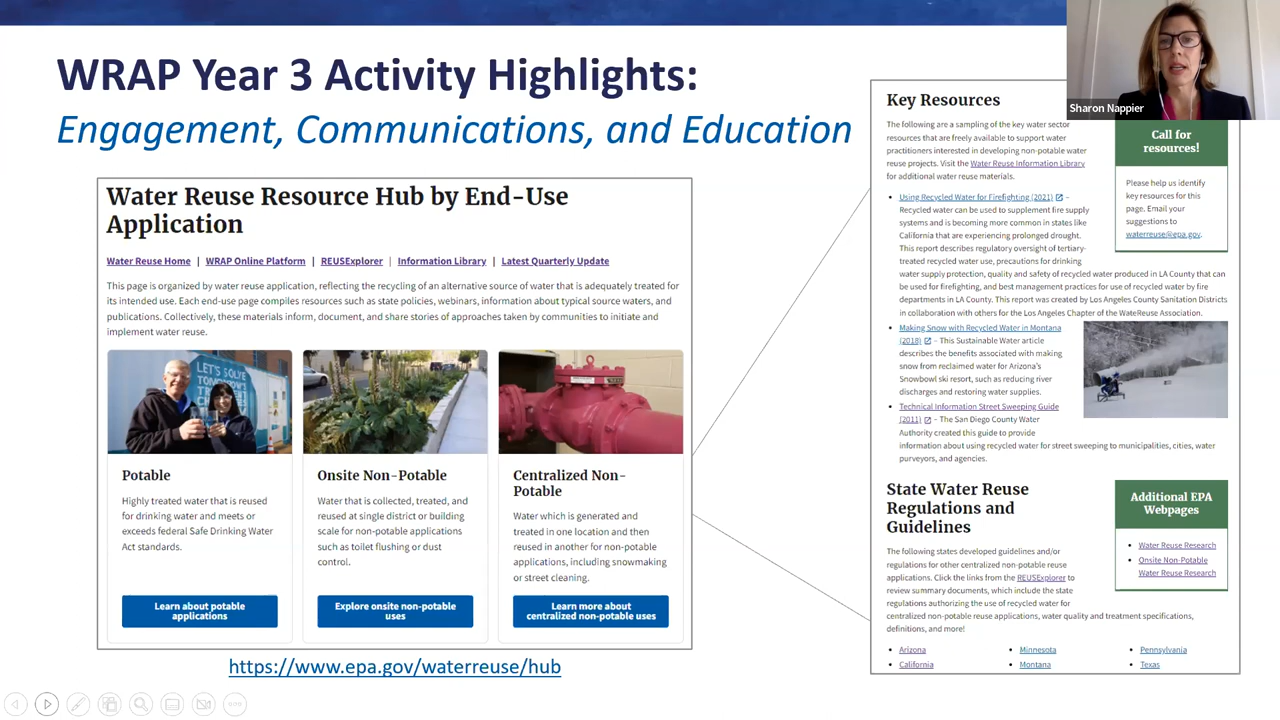 WRAP Year 3 Activity Highlights:
Engagement, Communications, and Education
Water Reuse Resource Hub by End-Use
Application
Water Reuse Home | WRAP Online Platform | REUSExplorer | Information Library | Latest Quarterly Update
This page is organized by water reuse application, reflecting the recycling of an alternative source of water that is adequately treated for
its intended use. Each end-use page compiles resources such as state policies, webinars, information about typical source waters, and
publications. Collectively, these materials inform, document, and share stories of approaches taken by communities to initiate and
implement water reuse.
LET'S SOLVE
TOMORROW'S
Potable
Highly treated water that is reused
for drinking water and meets or
exceeds federal Safe Drinking Water
Act standards.
Learn about potable
applications
Onsite Non-Potable
Water that is collected, treated, and
reused at single district or building
scale for non-potable applications
such as toilet flushing or dust
control.
Explore onsite non-potable
uses
Centralized Non-
Potable
Water which is generated and
treated in one location and then
reused in another for non-potable
applications, including snowmaking
or street cleaning.
Learn more about
centralized non-potable uses
https://www.epa.gov/waterreuse/hub
Sharon Nappier
Key Resources
The following are a sampling of the key water sector
resources that are freely available to support water
practitioners interested in developing non-potable water
reuse projects. Visit the Water Reuse Information Library
for additional water reuse materials.
Call for
resources!
Please help us identify
key resources for this
page. Email your
suggestions to
waterreuse@epa.gov.
• Using Recycled Water for Firefighting (2021) –
Recycled water can be used to supplement fire supply
systems and is becoming more common in states like
California that are experiencing prolonged drought.
This report describes regulatory oversight of tertiary-
treated recycled water use, precautions for drinking
water supply protection, quality and safety of recycled water produced in LA County that can
be used for firefighting, and best management practices for use of recycled water by fire
departments in LA County. This report was created by Los Angeles County Sanitation Districts
in collaboration with others for the Los Angeles Chapter of the WateReuse Association.
• Making Snow with Recycled Water in Montana
(2018) – This Sustainable Water article
describes the benefits associated with making
snow from reclaimed water for Arizona's
Snowbowl ski resort, such as reducing river
discharges and restoring water supplies.
• Technical Information Street Sweeping Guide
(2011) – The San Diego County Water
Authority created this guide to provide
information about using recycled water for street sweeping to municipalities, cities, water
purveyors, and agencies.
State Water Reuse
Regulations and
Guidelines
The following states developed guidelines and/or
regulations for other centralized non-potable reuse
applications. Click the links from the REUSExplorer to
review summary documents, which include the state
regulations authorizing the use of recycled water for
centralized non-potable reuse applications, water quality and treatment specifications,
definitions, and more!
Additional EPA
Webpages
• Water Reuse Research
• Onsite Non-Potable
Water Reuse Research
• Arizona • Minnesota • Pennsylvania
• California • Montana • Texas